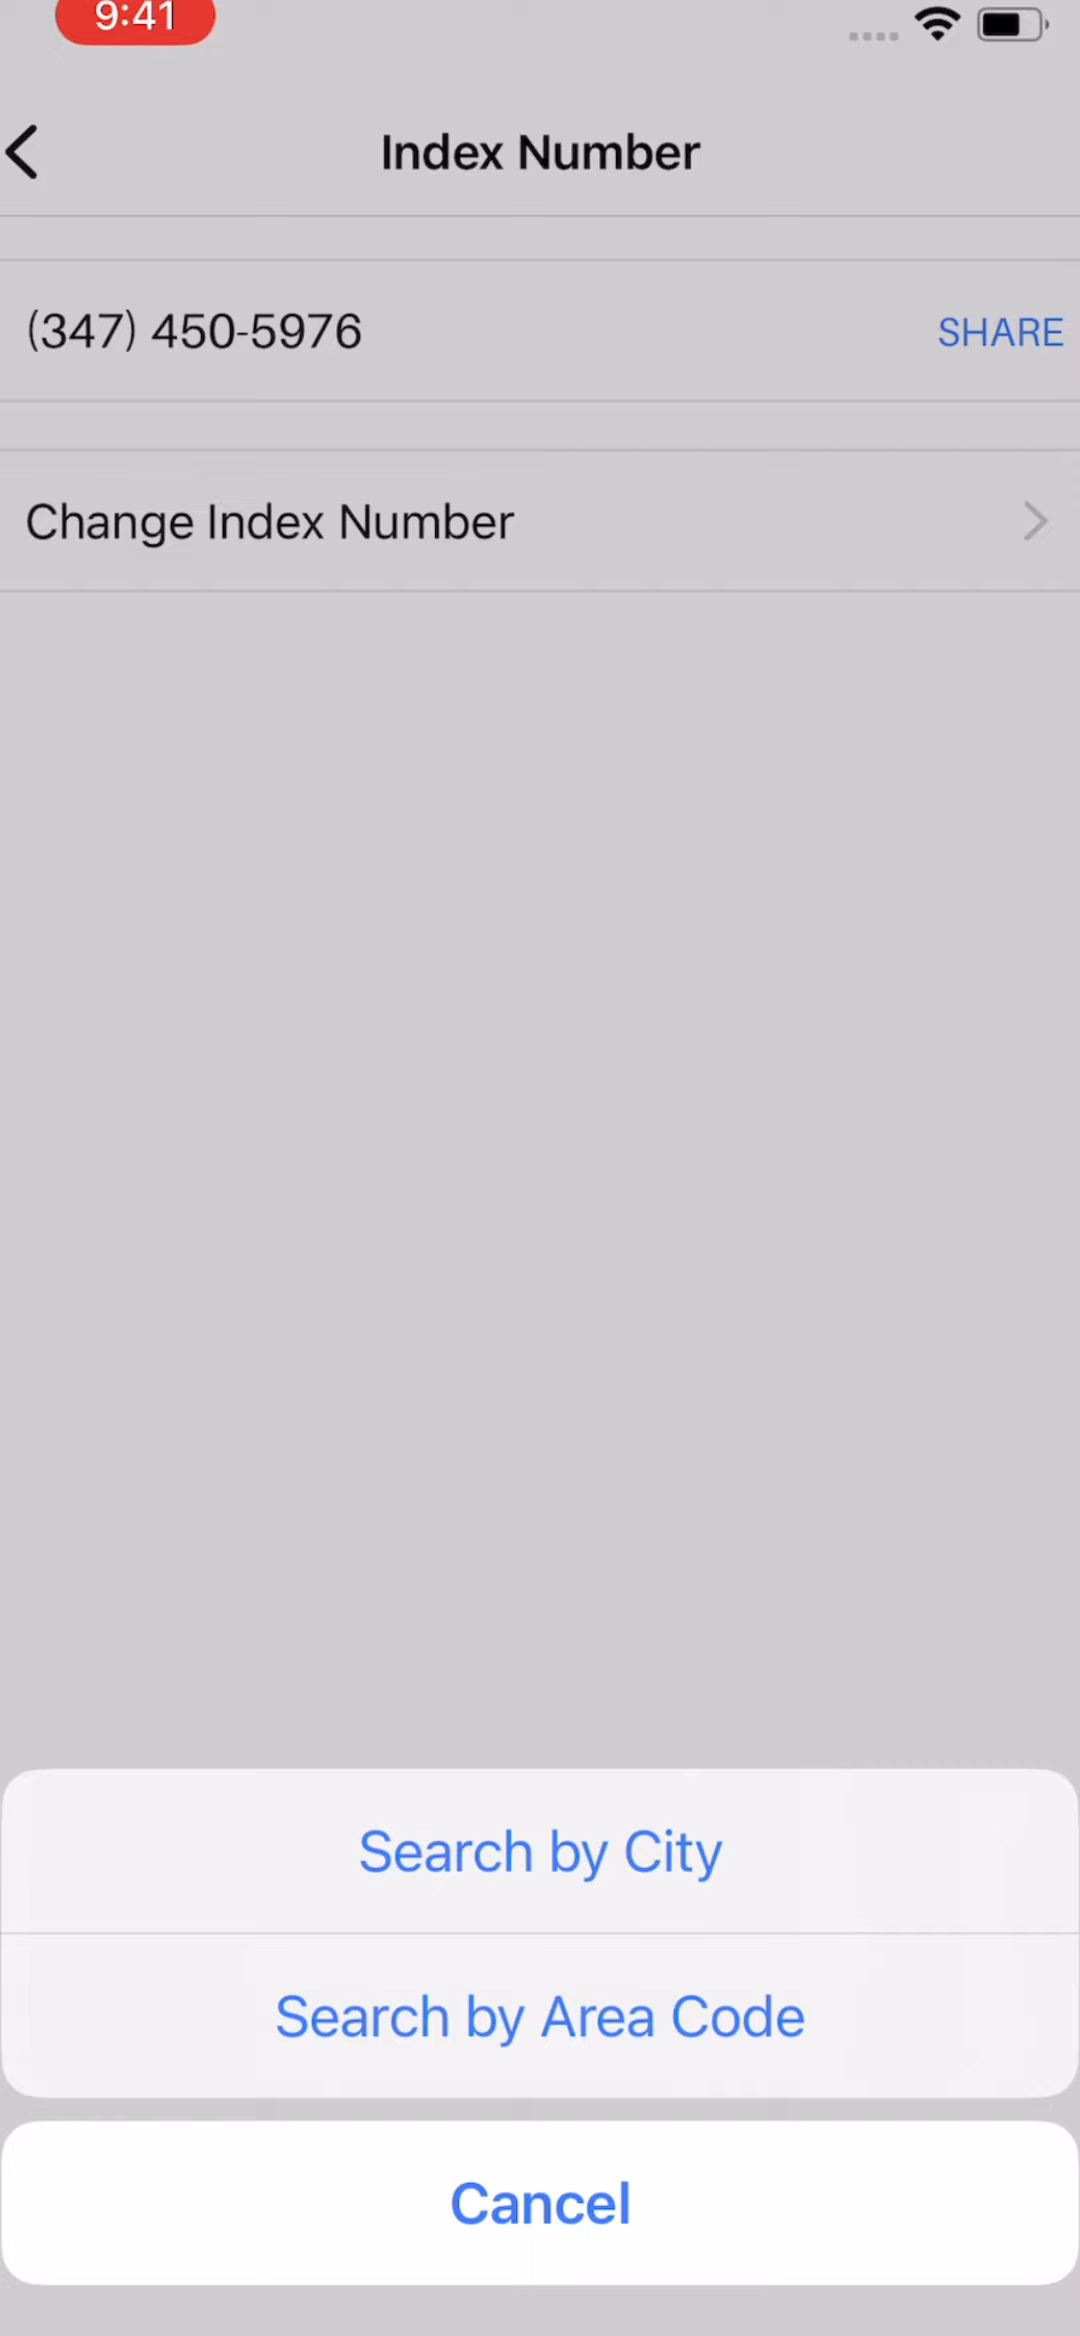 9:41
Index Number
(347) 450-5976
SHARE
Change Index Number
Search by City
Search by Area Code
Cancel